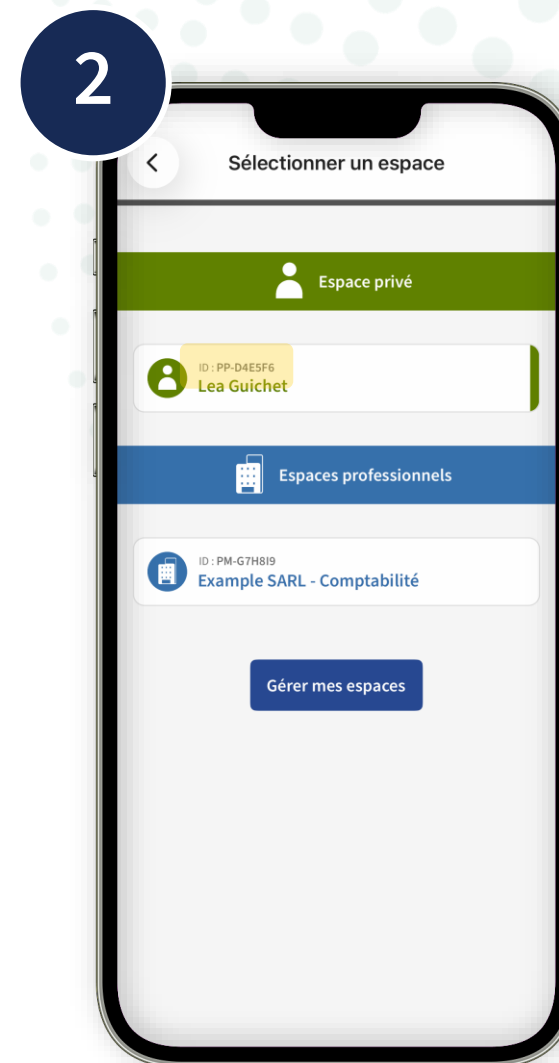 2
Sélectionner un espace
Espace privé
ID : PP-D4E5F6
Lea Guichet
Espaces professionnels
ID : PM-G7H8I9
Example SARL - Comptabilité
Gérer mes espaces